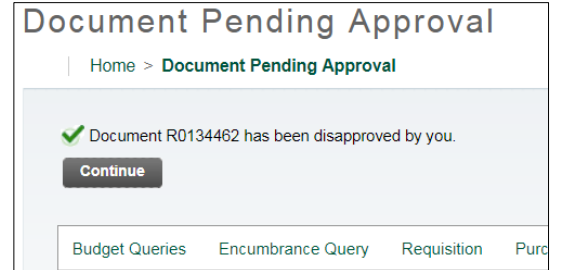 Document Pending Approval
Home > Document Pending Approval
Document R0134462 has been disapproved by you.
Continue
Budget Queries Encumbrance Query Requisition Purc